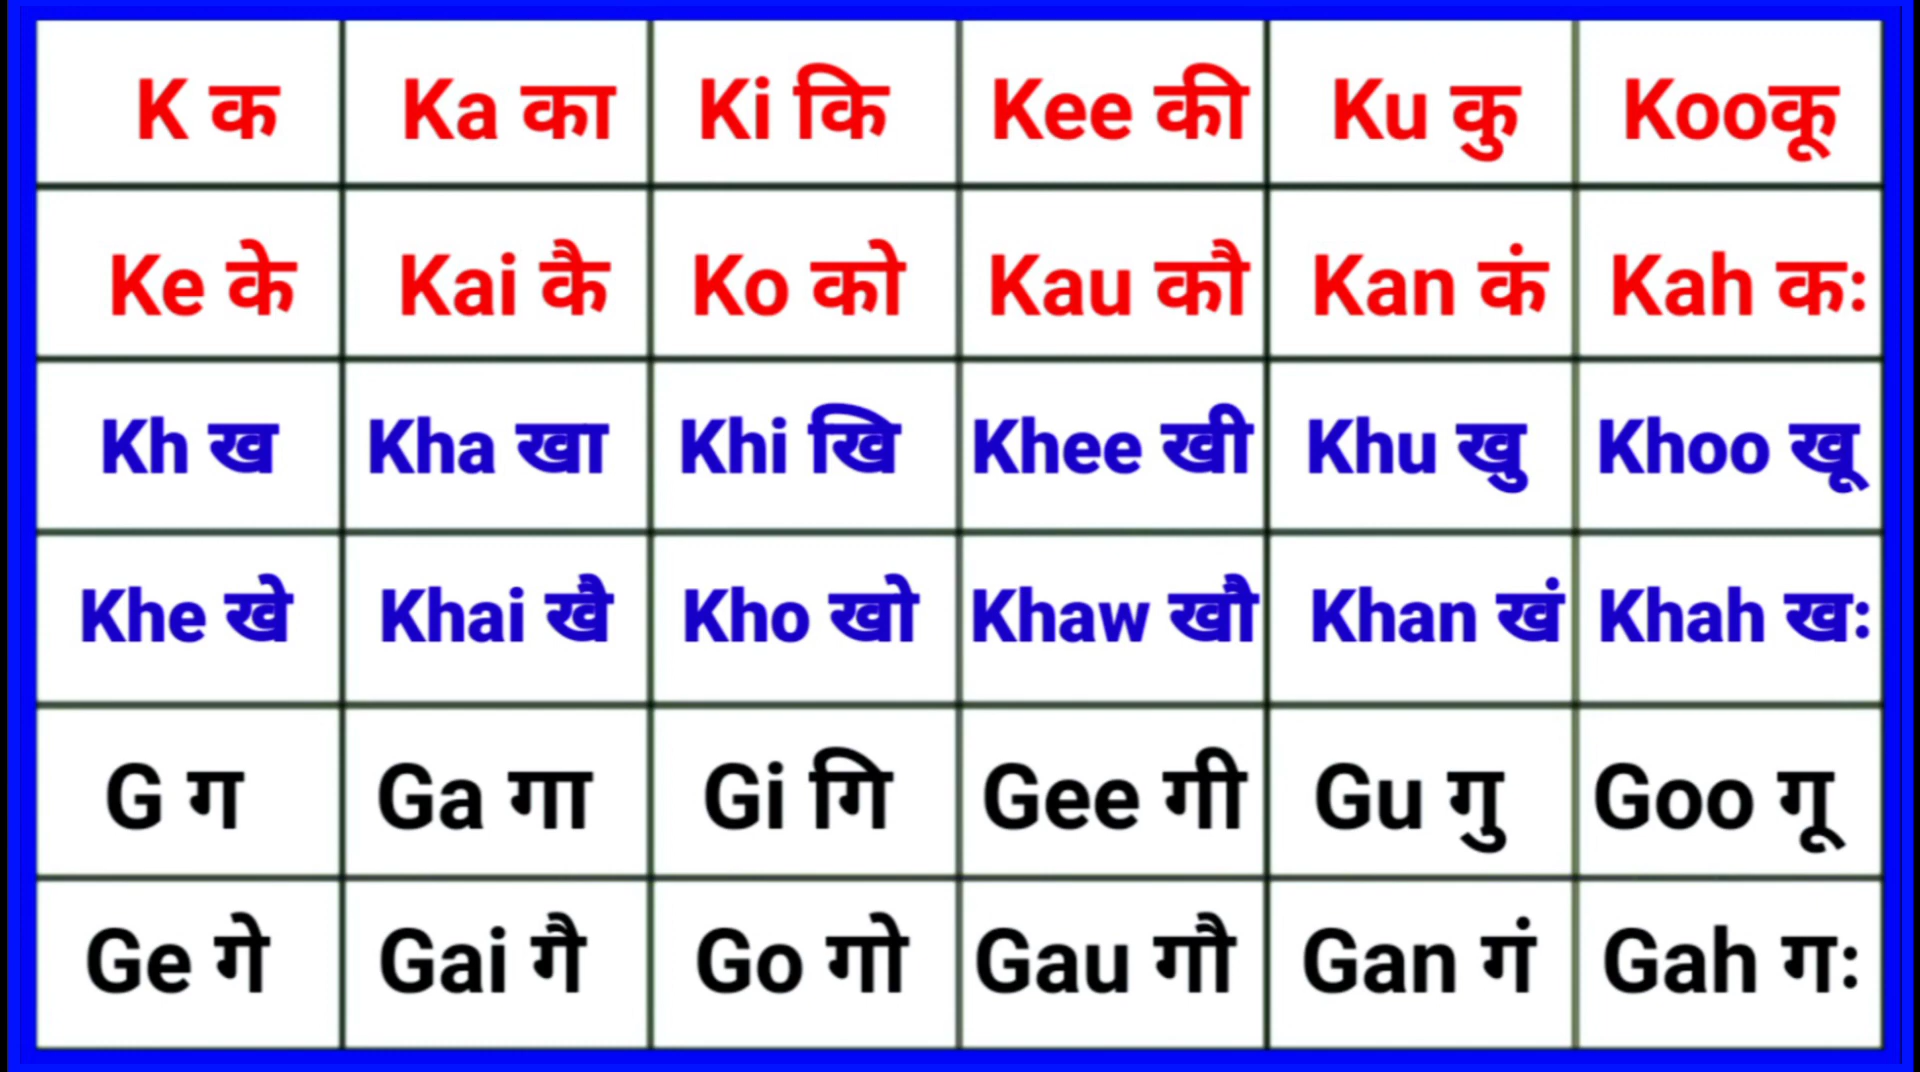 K क Ka का Ki कि Kee की Ku कु Kooकू
Ke के Kai कै Ko को Kau कौ Kan कं Kah कः
Kh ख Kha खा Khi खि Khee खी Khu खु Khoo खू
Khe खे Khai खै Kho खो Khaw खौ Khan खं Khah खः
G ग Ga गा Gi गि Gee गी Gu गु Goo गू
Ge गे Gai गै Go गो Gau गौ Gan गं Gah गः